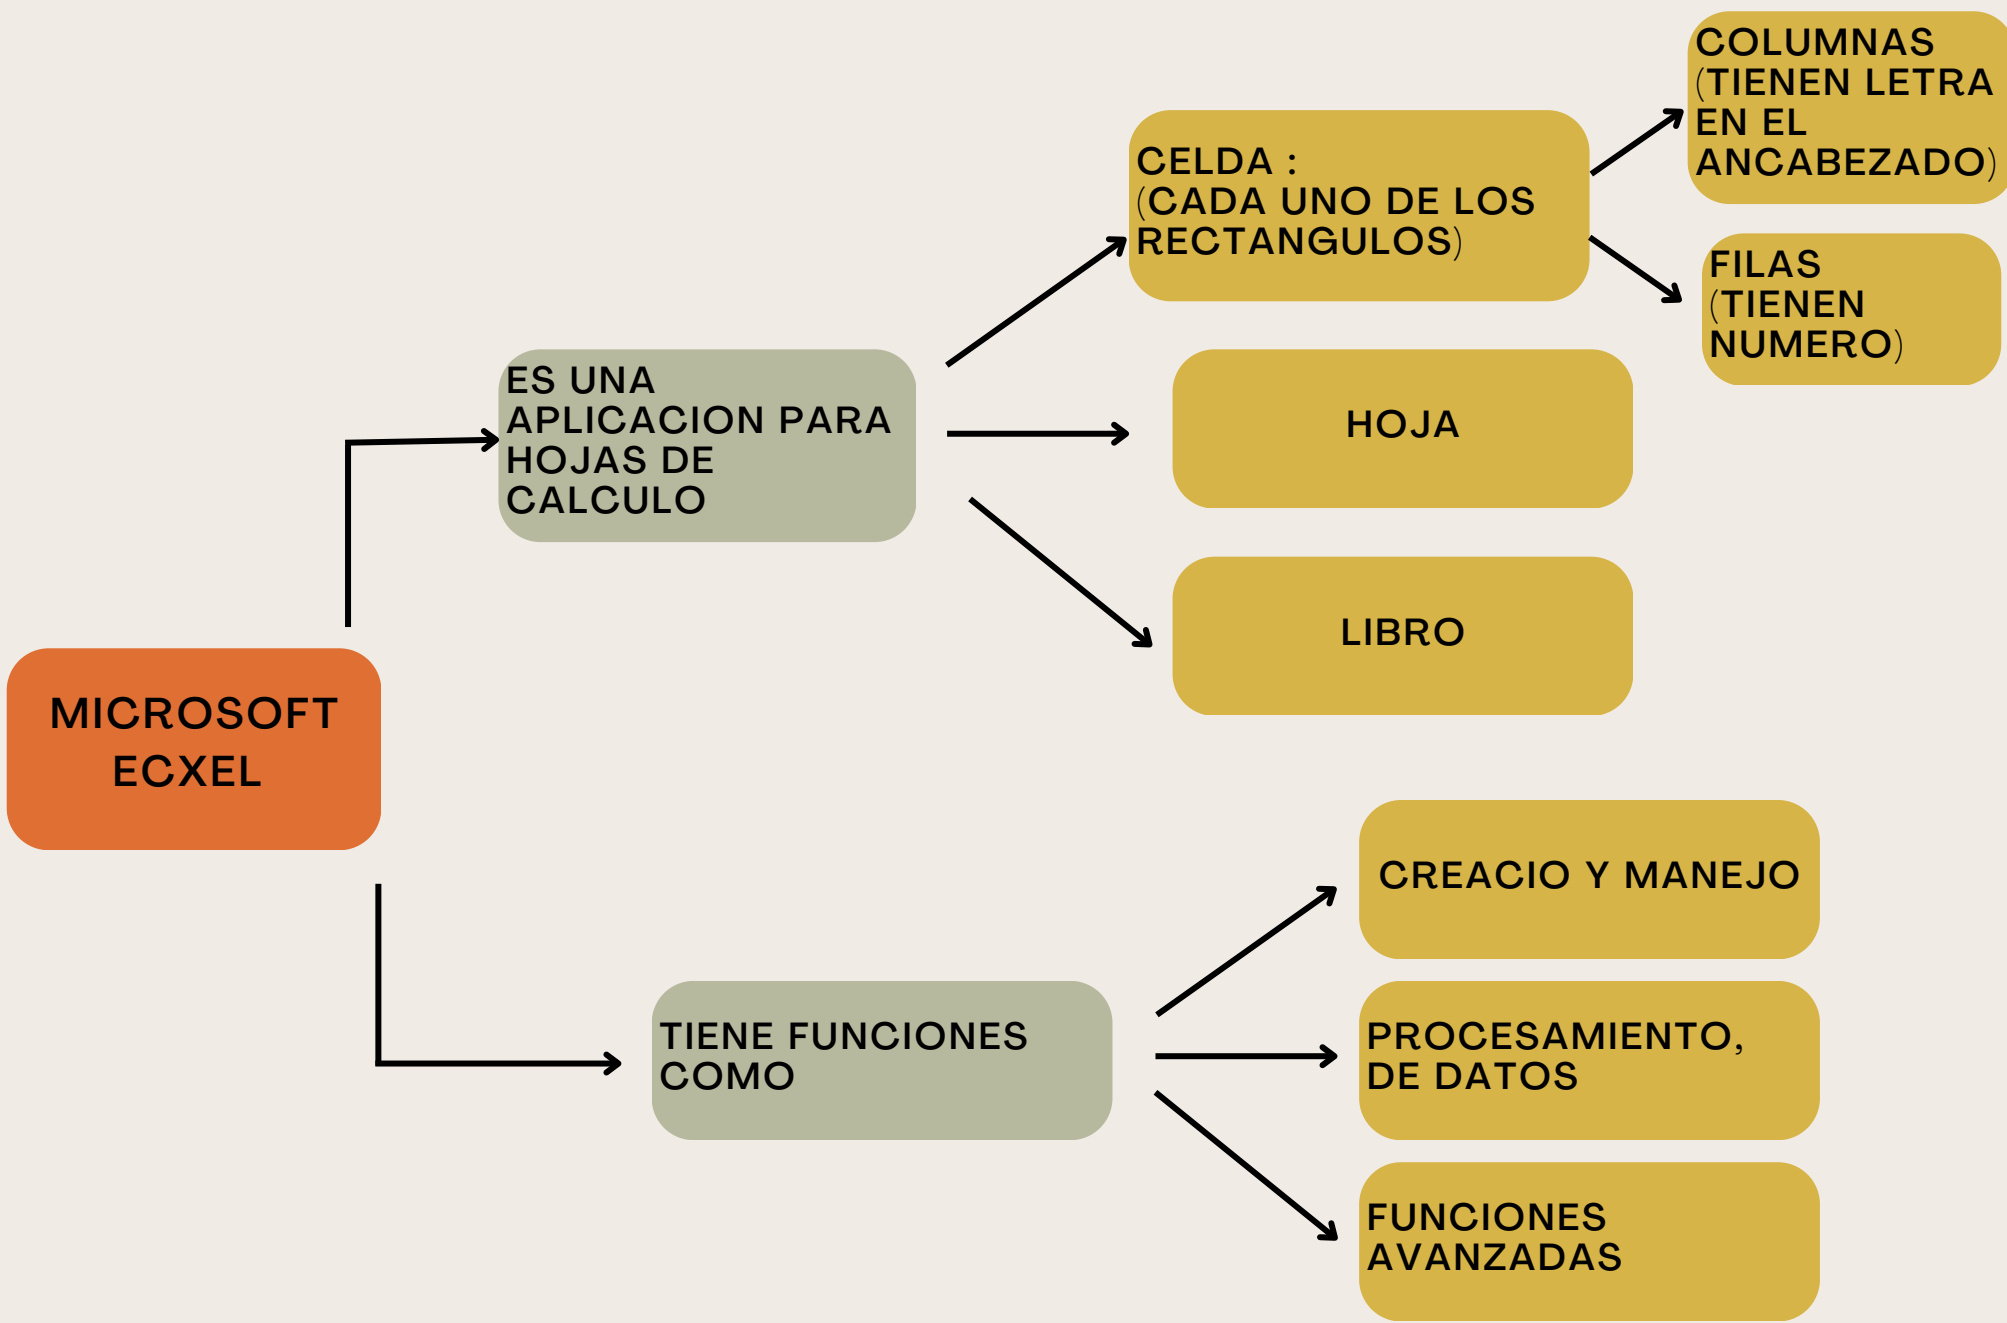 COLUMNAS
(TIENEN LETRA
EN EL
ANCABEZADO)
CELDA :
(CADA UNO DE LOS
RECTANGULOS)
FILAS
(TIENEN
NUMERO)
ES UNA
APLICACION PARA
HOJAS DE
CALCULO
HOJA
LIBRO
MICROSOFT
ECXEL
CREACIO Y MANEJO
TIENE FUNCIONES
COMO
PROCESAMIENTO,
DE DATOS
FUNCIONES
AVANZADAS